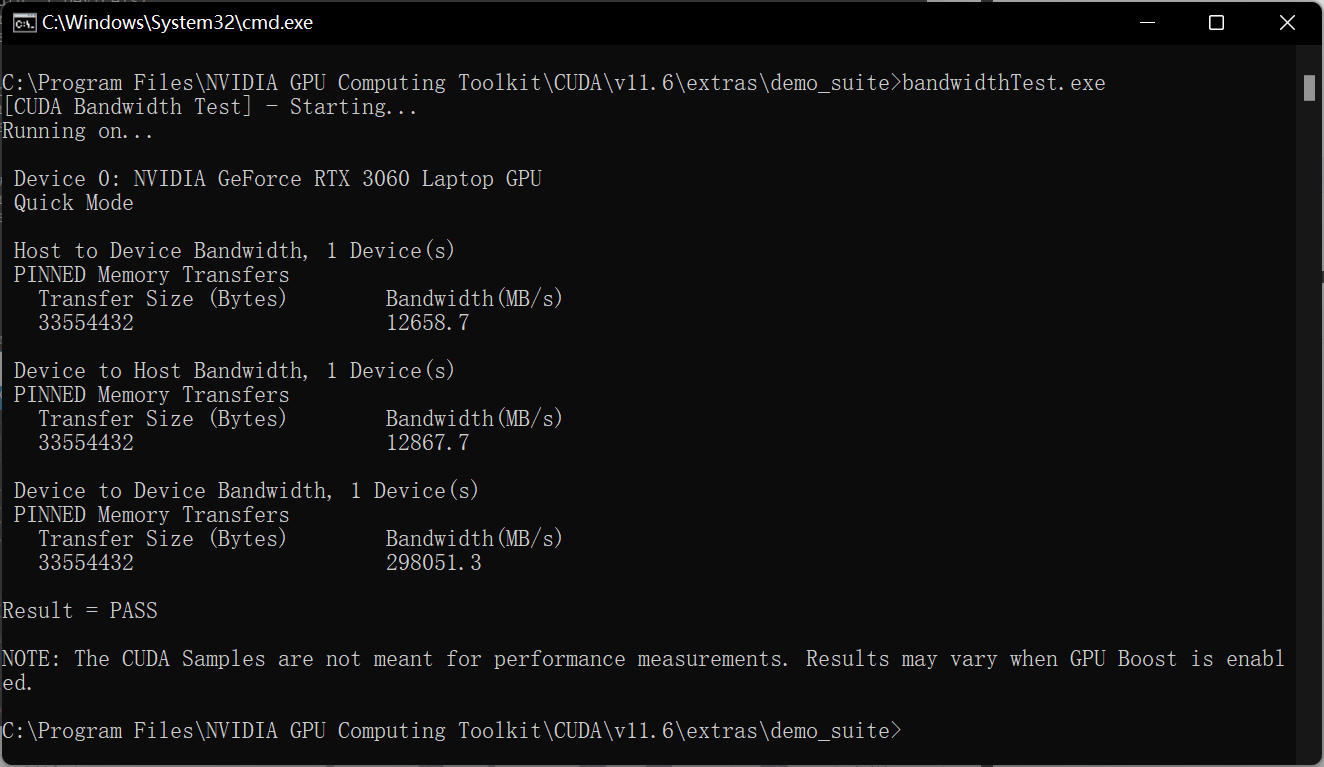 C:\Windows\System32\cmd.exe
C:\Program Files\NVIDIA GPU Computing Toolkit\CUDA\v11.6\extras\demo_suite>bandwidthTest.exe
[CUDA Bandwidth Test] - Starting...
Running on...
Device 0: NVIDIA GeForce RTX 3060 Laptop GPU
Quick Mode
Host to Device Bandwidth, 1 Device(s)
PINNED Memory Transfers
Transfer Size (Bytes) Bandwidth(MB/s)
33554432 12658.7
Device to Host Bandwidth, 1 Device(s)
PINNED Memory Transfers
Transfer Size (Bytes) Bandwidth(MB/s)
33554432 12867.7
Device to Device Bandwidth, 1 Device(s)
PINNED Memory Transfers
Transfer Size (Bytes) Bandwidth(MB/s)
33554432 298051.3
Result = PASS
NOTE: The CUDA Samples are not meant for performance measurements. Results may vary when GPU Boost is enabl
ed.
C:\Program Files\NVIDIA GPU Computing Toolkit\CUDA\v11.6\extras\demo_suite>